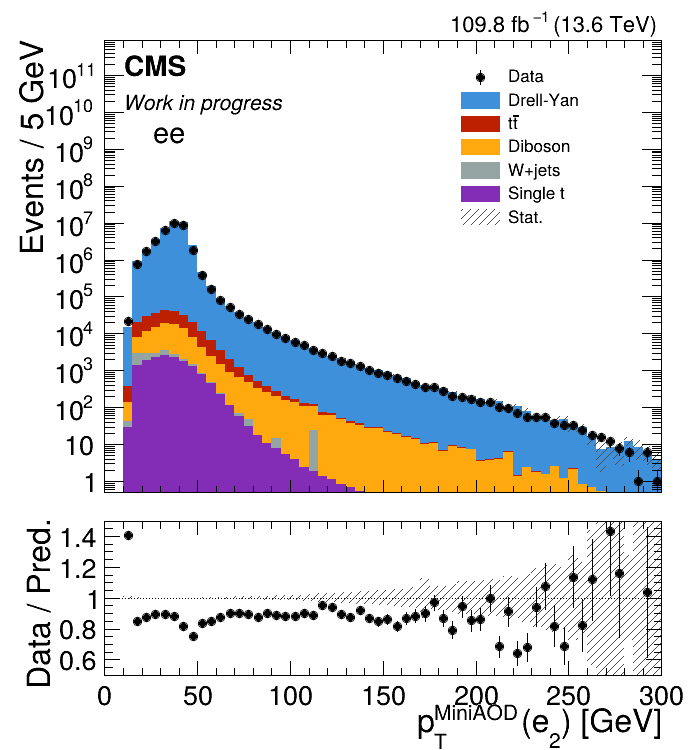 109.8 fb⁻¹ (13.6 TeV)
CMS
Work in progress
ee
Data
Drell-Yan
tt̅
Diboson
W+jets
Single t
Stat.
Events / 5 GeV
10¹¹
10¹⁰
10⁹
10⁸
10⁷
10⁶
10⁵
10⁴
10³
10²
10
1
Data / Pred.
1.4
1.2
1
0.8
0.6
0 50 100 150 200 250 300
p_T^MiniAOD (e₂) [GeV]